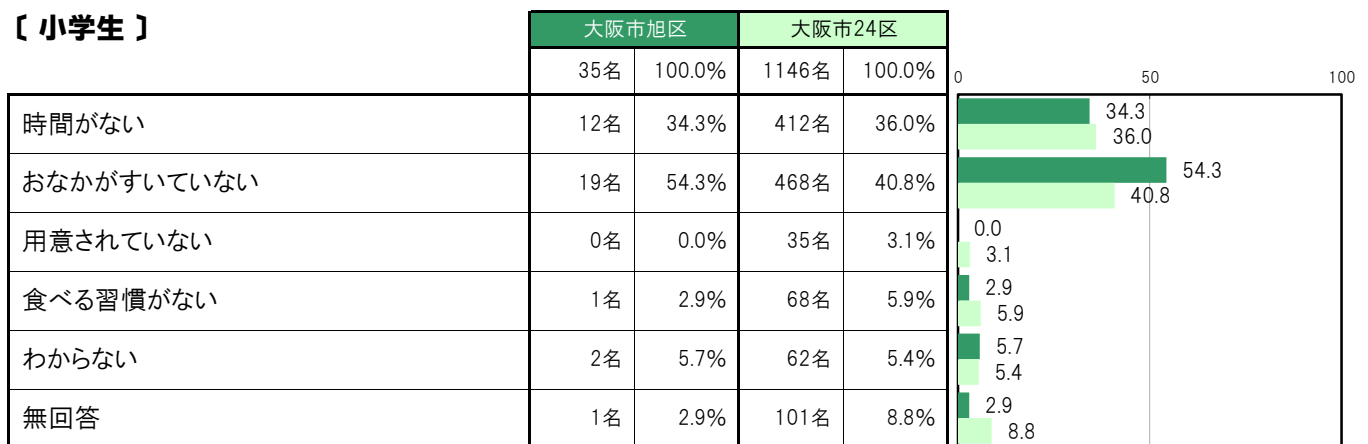 〔 小学生 〕
大阪市旭区 大阪市24区
35名 100.0% 1146名 100.0%
0 50 100
時間がない 12名 34.3% 412名 36.0%
34.3
36.0
おなかがすいていない 19名 54.3% 468名 40.8%
54.3
40.8
用意されていない 0名 0.0% 35名 3.1%
0.0
3.1
食べる習慣がない 1名 2.9% 68名 5.9%
2.9
5.9
わからない 2名 5.7% 62名 5.4%
5.7
5.4
無回答 1名 2.9% 101名 8.8%
2.9
8.8